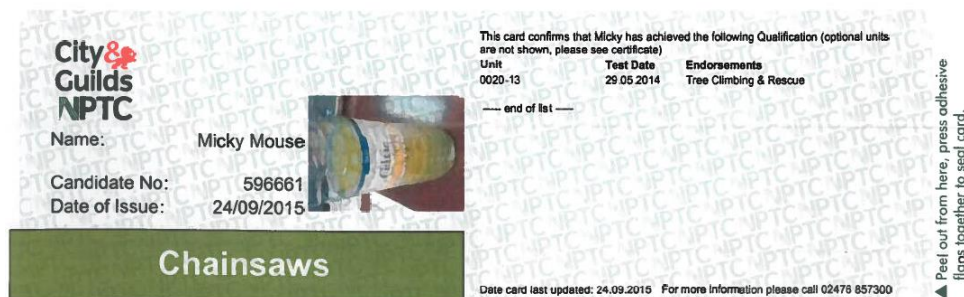 City&
Guilds
NPTC
Name: Micky Mouse
Candidate No: 596661
Date of Issue: 24/09/2015
Chainsaws
This card confirms that Micky has achieved the following Qualification (optional units
are not shown, please see certificate)
Unit Test Date Endorsements
0020-13 29.05.2014 Tree Climbing & Rescue
---- end of list ----
Date card last updated: 24.09.2015 For more information please call 02476 857300
▲ Peel out from here, press adhesive
flaps together to seal card.